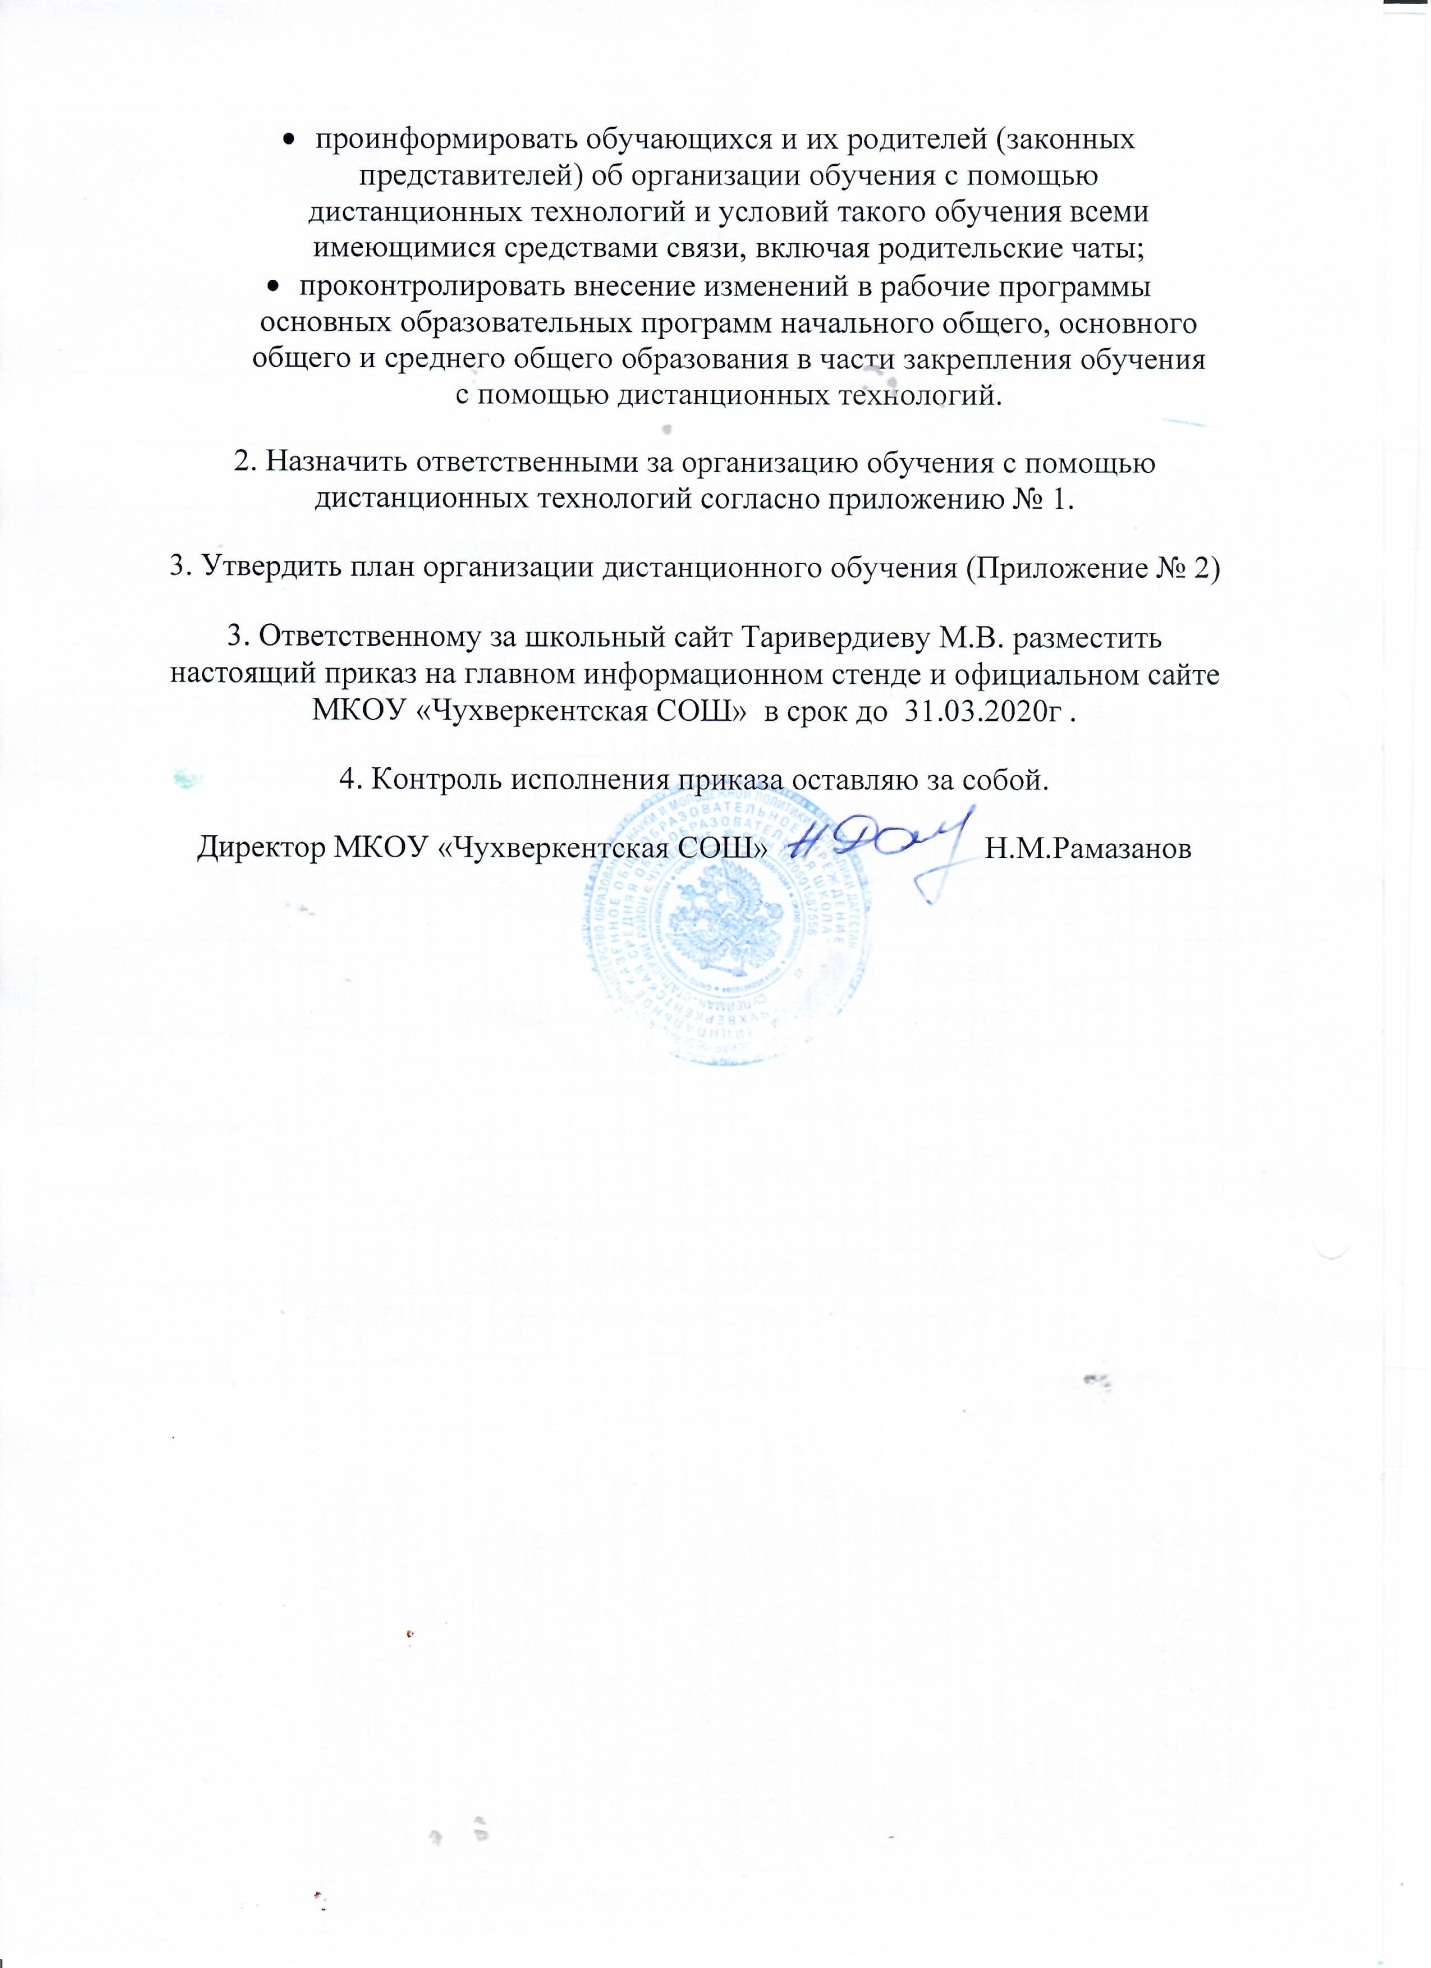 • проинформировать обучающихся и их родителей (законных
представителей) об организации обучения с помощью
дистанционных технологий и условий такого обучения всеми
имеющимися средствами связи, включая родительские чаты;
• проконтролировать внесение изменений в рабочие программы
основных образовательных программ начального общего, основного
общего и среднего общего образования в части закрепления обучения
с помощью дистанционных технологий.
2. Назначить ответственными за организацию обучения с помощью
дистанционных технологий согласно приложению № 1.
3. Утвердить план организации дистанционного обучения (Приложение № 2)
3. Ответственному за школьный сайт Таривердиеву М.В. разместить
настоящий приказ на главном информационном стенде и официальном сайте
МКОУ «Чухверкентская СОШ» в срок до 31.03.2020г .
4. Контроль исполнения приказа оставляю за собой.
Директор МКОУ «Чухверкентская СОШ» Н.М.Рамазанов